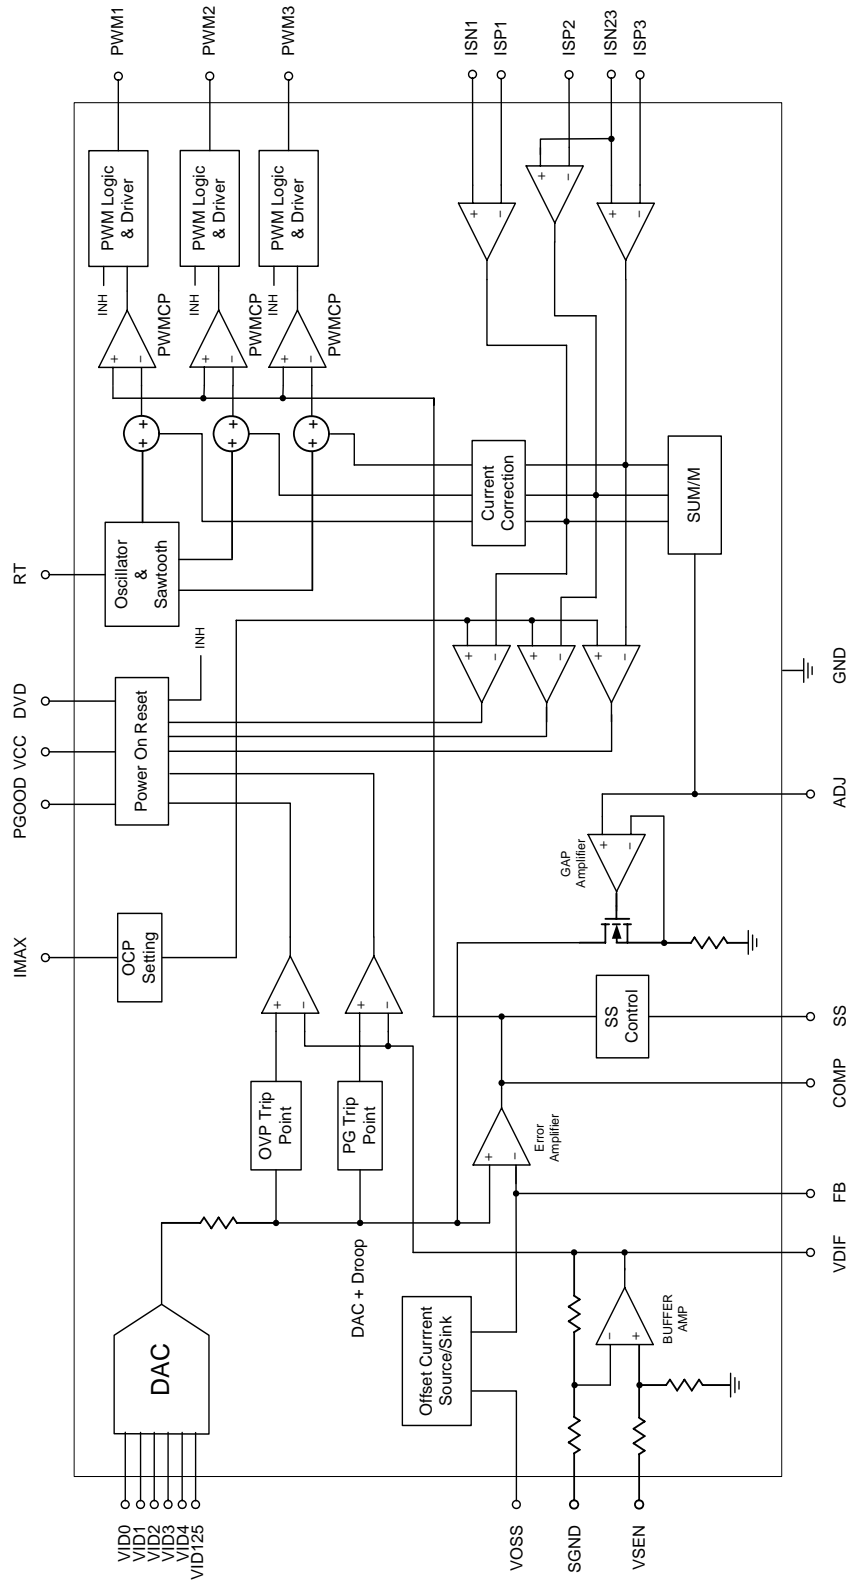 PWM1
PWM2
PWM3
ISN1
ISP1
ISP2
ISN23
ISP3
PWM Logic
& Driver
PWM Logic
& Driver
PWM Logic
& Driver
+
−
+
−
+
−
INH
INH
INH
PWMCP
PWMCP
PWMCP
+
−
+
−
+
−
+
+
+
+
+
+
Current
Correction
SUM/M
RT
Oscillator
&
Sawtooth
INH
+
−
+
−
+
−
GND
DVD
VCC
PGOOD
Power On Reset
ADJ
GAP
Amplifier
+
−
IMAX
OCP
Setting
+
−
+
−
SS
Control
SS
COMP
OVP Trip
Point
PG Trip
Point
+
−
Error
Amplifier
FB
VDIF
DAC + Droop
DAC
Offset Currrent
Source/Sink
−
+
BUFFER
AMP
VID0
VID1
VID2
VID3
VID4
VID125
VOSS
SGND
VSEN